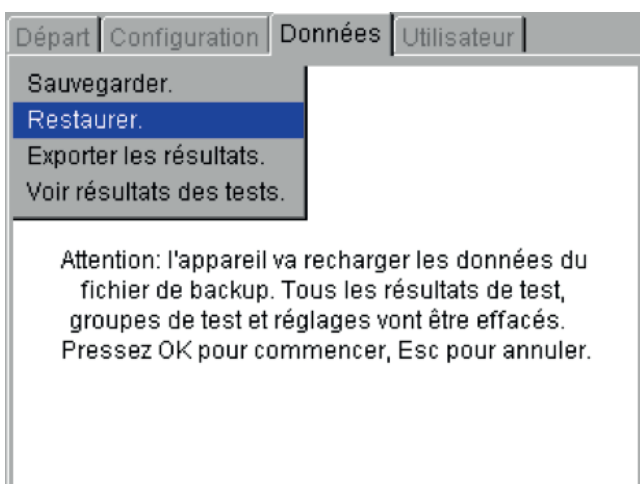 Départ Configuration Données Utilisateur
Sauvegarder.
Restaurer.
Exporter les résultats.
Voir résultats des tests.
Attention: l'appareil va recharger les données du
fichier de backup. Tous les résultats de test,
groupes de test et réglages vont être effacés.
Pressez OK pour commencer, Esc pour annuler.